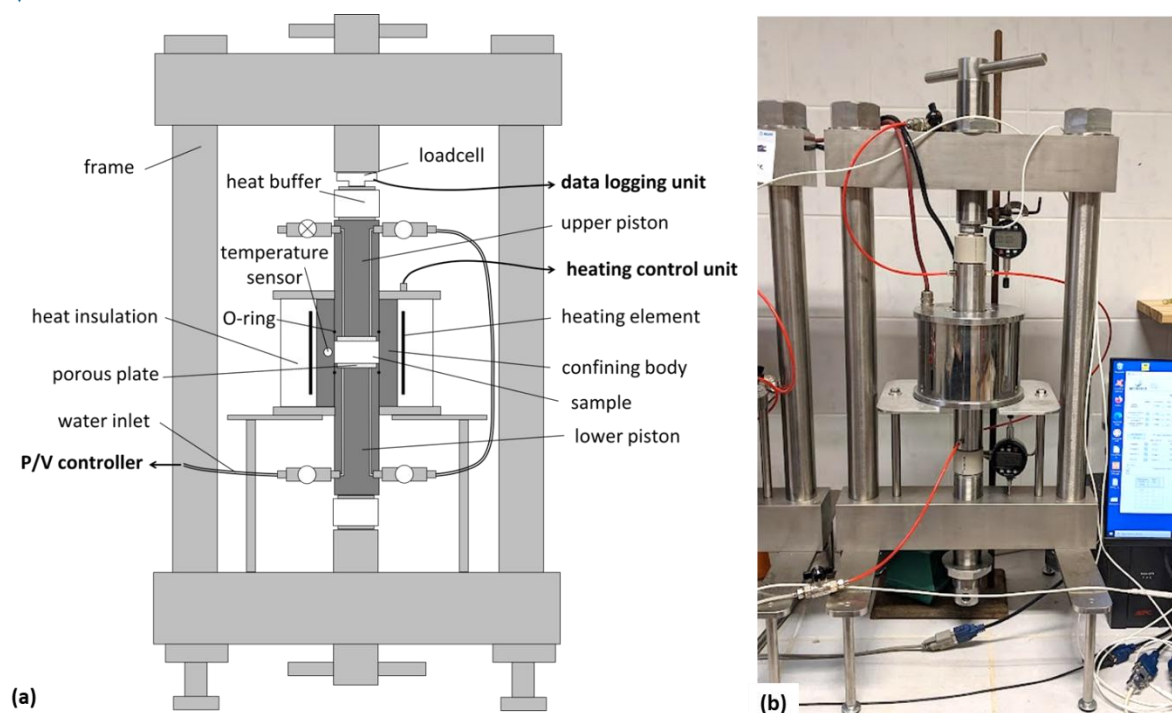 frame
loadcell
heat buffer
data logging unit
upper piston
temperature
sensor
heating control unit
heat insulation
O-ring
heating element
porous plate
confining body
water inlet
sample
P/V controller
lower piston
(a)
(b)